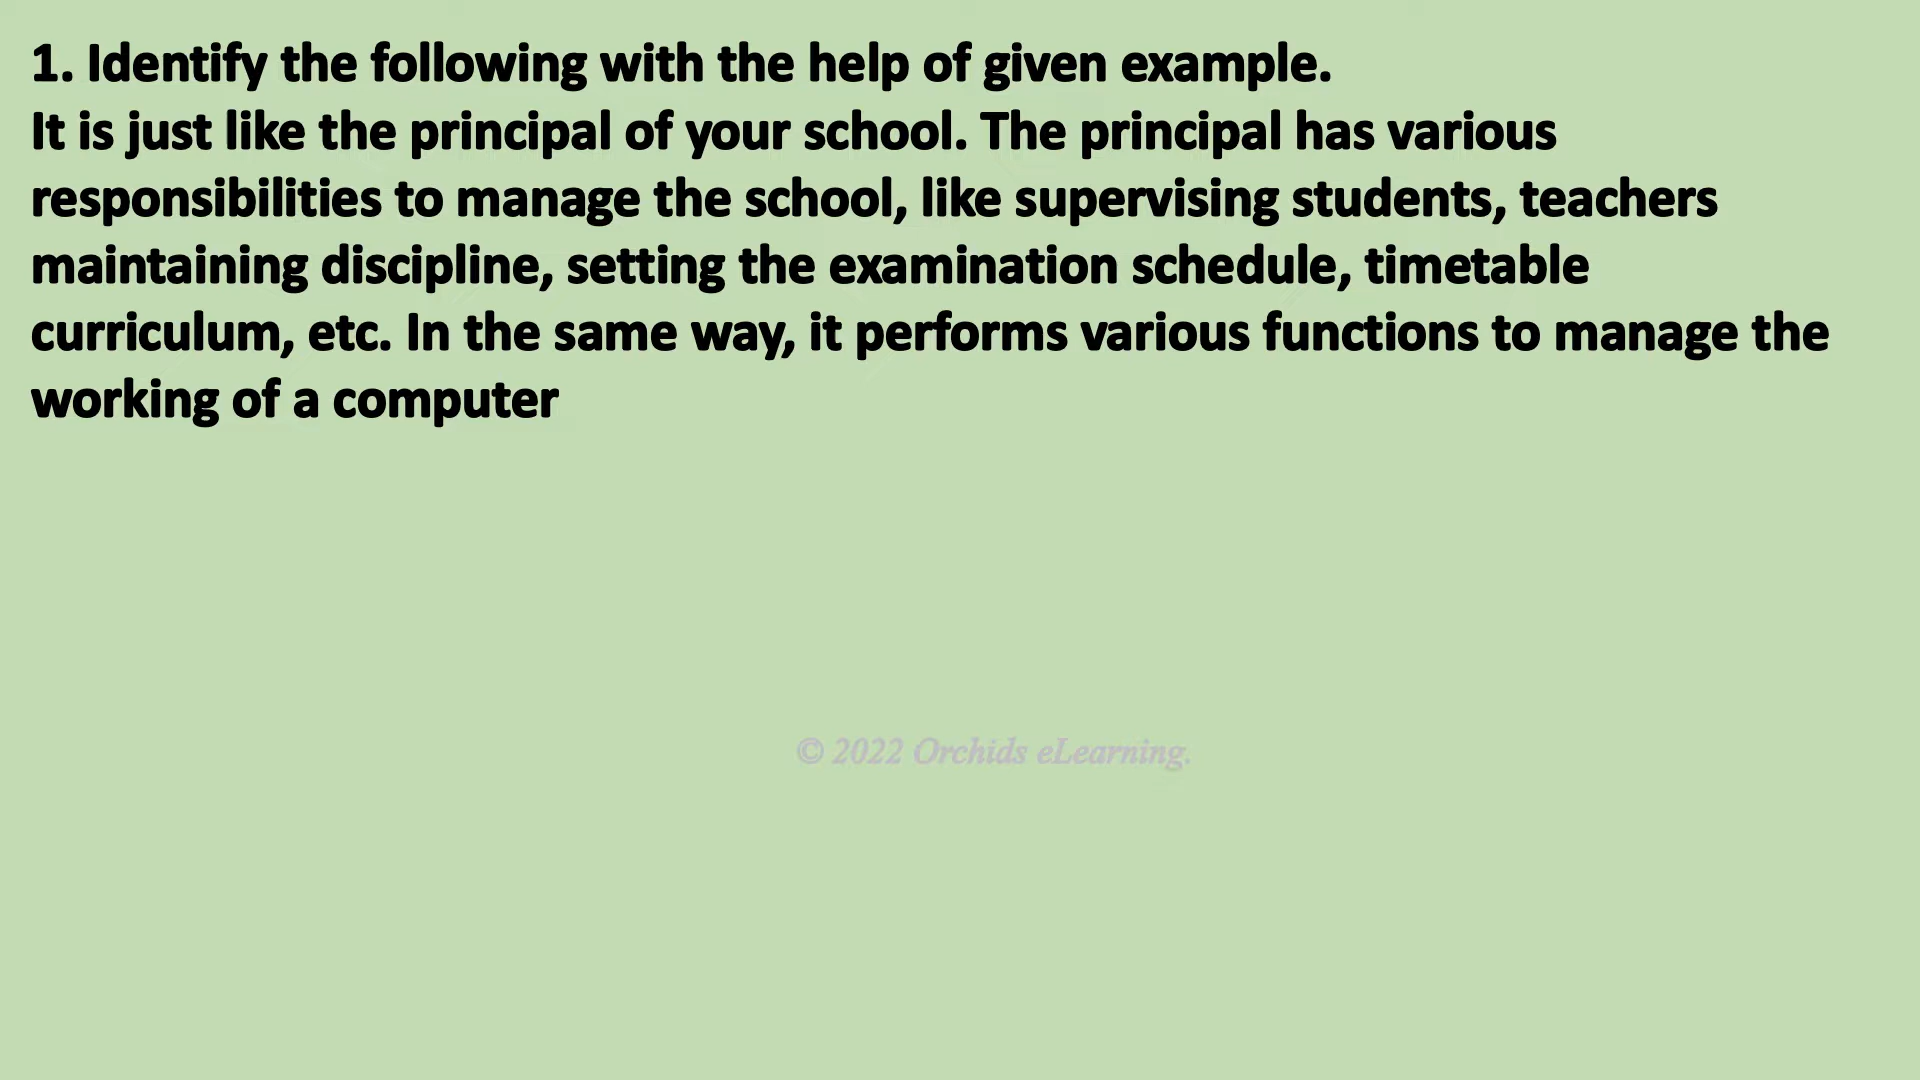 1. Identify the following with the help of given example.
It is just like the principal of your school. The principal has various
responsibilities to manage the school, like supervising students, teachers
maintaining discipline, setting the examination schedule, timetable
curriculum, etc. In the same way, it performs various functions to manage the
working of a computer
© 2022 Orchids eLearning.